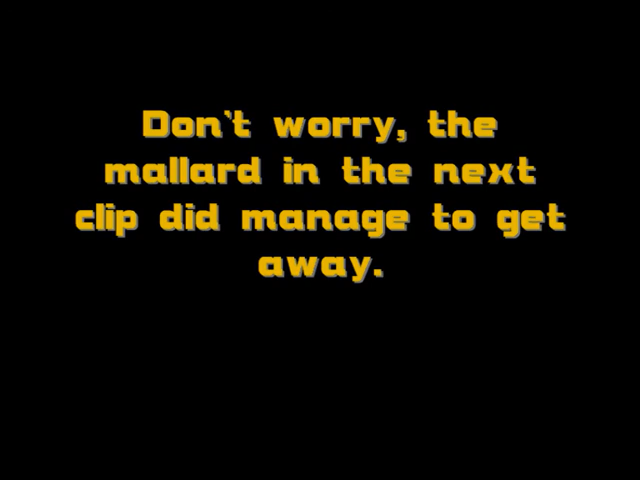 Don't worry, the
mallard in the next
clip did manage to get
away.